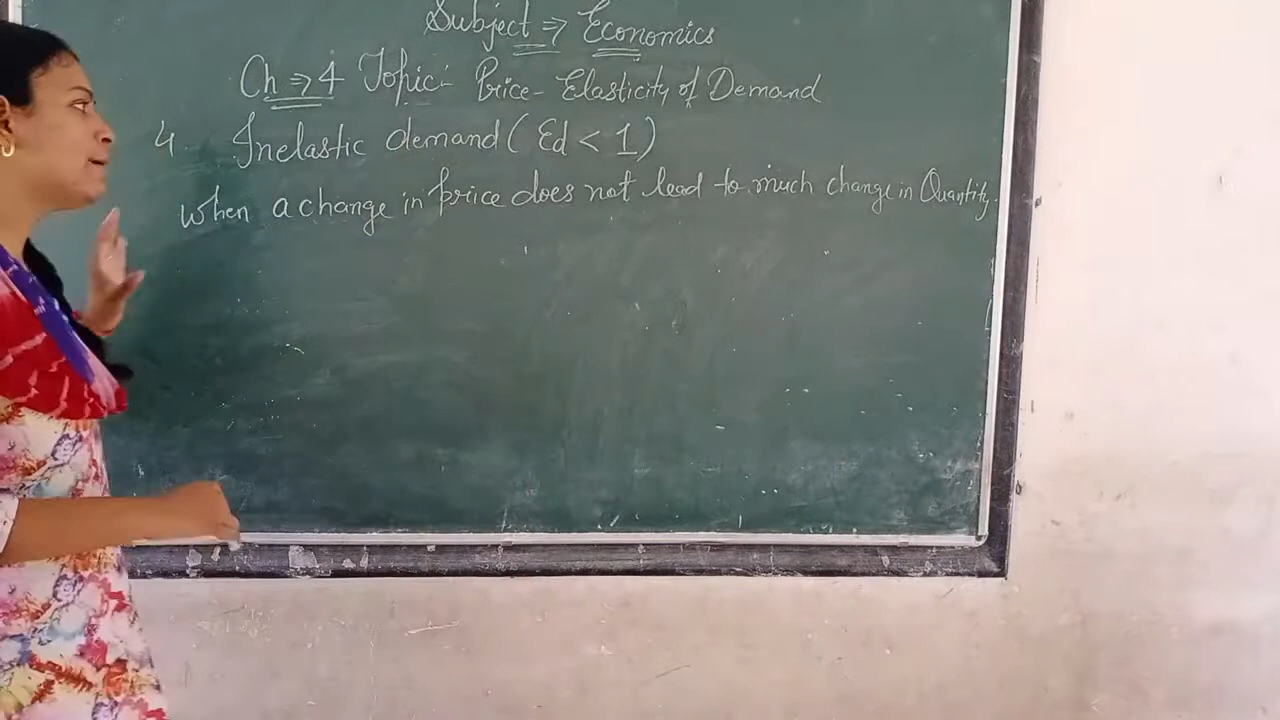 Subject ⇒ Economics
Ch ⇒ 4 Topic:- Price-Elasticity of Demand
4. Inelastic demand (Ed < 1)
when a change in price does not lead to much change in Quantity.